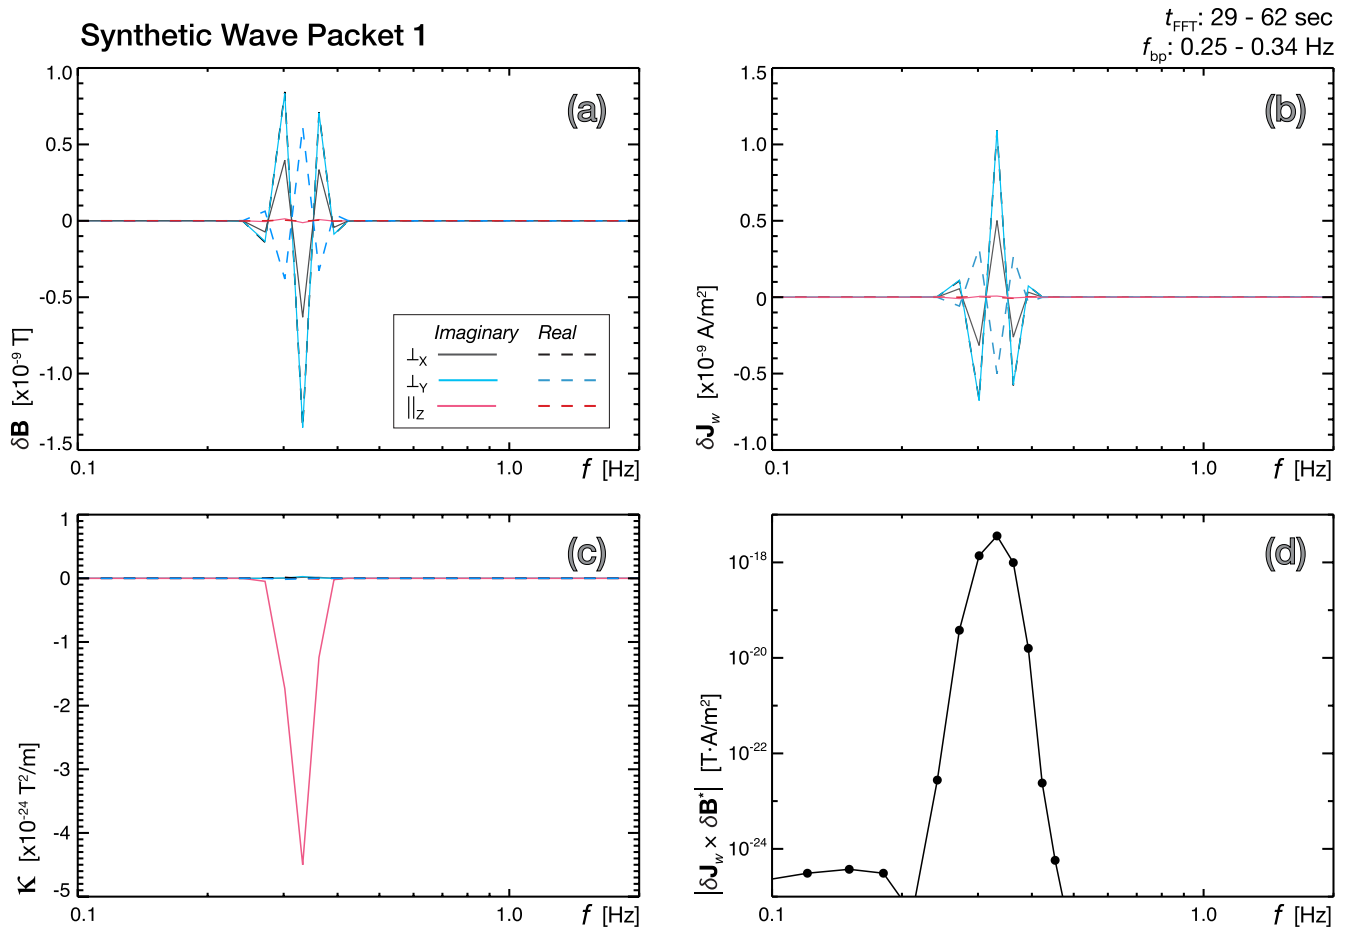 Synthetic Wave Packet 1
t_FFT: 29 - 62 sec
f_bp: 0.25 - 0.34 Hz
(a)
1.0
0.5
0
-0.5
-1.0
-1.5
δB [x10⁻⁹ T]
Imaginary Real
⊥X
⊥Y
||Z
0.1
1.0
f [Hz]
(b)
1.5
1.0
0.5
0
-0.5
-1.0
δJ_w [x10⁻⁹ A/m²]
0.1
1.0
f [Hz]
(c)
1
0
-1
-2
-3
-4
-5
K [x10⁻²⁴ T²/m]
0.1
1.0
f [Hz]
(d)
10⁻¹⁸
10⁻²⁰
10⁻²²
10⁻²⁴
|δJ_w × δB*| [T·A/m²]
0.1
1.0
f [Hz]